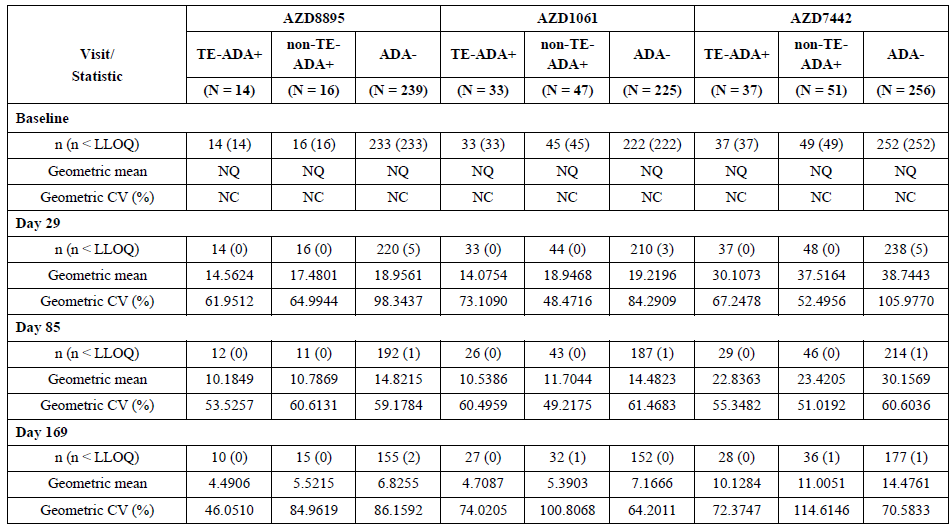 AZD8895 AZD1061 AZD7442
Visit/ Statistic TE-ADA+ non-TE-ADA+ ADA- TE-ADA+ non-TE-ADA+ ADA- TE-ADA+ non-TE-ADA+ ADA-
(N = 14) (N = 16) (N = 239) (N = 33) (N = 47) (N = 225) (N = 37) (N = 51) (N = 256)
Baseline
n (n < LLOQ) 14 (14) 16 (16) 233 (233) 33 (33) 45 (45) 222 (222) 37 (37) 49 (49) 252 (252)
Geometric mean NQ NQ NQ NQ NQ NQ NQ NQ NQ
Geometric CV (%) NC NC NC NC NC NC NC NC NC
Day 29
n (n < LLOQ) 14 (0) 16 (0) 220 (5) 33 (0) 44 (0) 210 (3) 37 (0) 48 (0) 238 (5)
Geometric mean 14.5624 17.4801 18.9561 14.0754 18.9468 19.2196 30.1073 37.5164 38.7443
Geometric CV (%) 61.9512 64.9944 98.3437 73.1090 48.4716 84.2909 67.2478 52.4956 105.9770
Day 85
n (n < LLOQ) 12 (0) 11 (0) 192 (1) 26 (0) 43 (0) 187 (1) 29 (0) 46 (0) 214 (1)
Geometric mean 10.1849 10.7869 14.8215 10.5386 11.7044 14.4823 22.8363 23.4205 30.1569
Geometric CV (%) 53.5257 60.6131 59.1784 60.4959 49.2175 61.4683 55.3482 51.0192 60.6036
Day 169
n (n < LLOQ) 10 (0) 15 (0) 155 (2) 27 (0) 32 (1) 152 (0) 28 (0) 36 (1) 177 (1)
Geometric mean 4.4906 5.5215 6.8255 4.7087 5.3903 7.1666 10.1284 11.0051 14.4761
Geometric CV (%) 46.0510 84.9619 86.1592 74.0205 100.8068 64.2011 72.3747 114.6146 70.5833